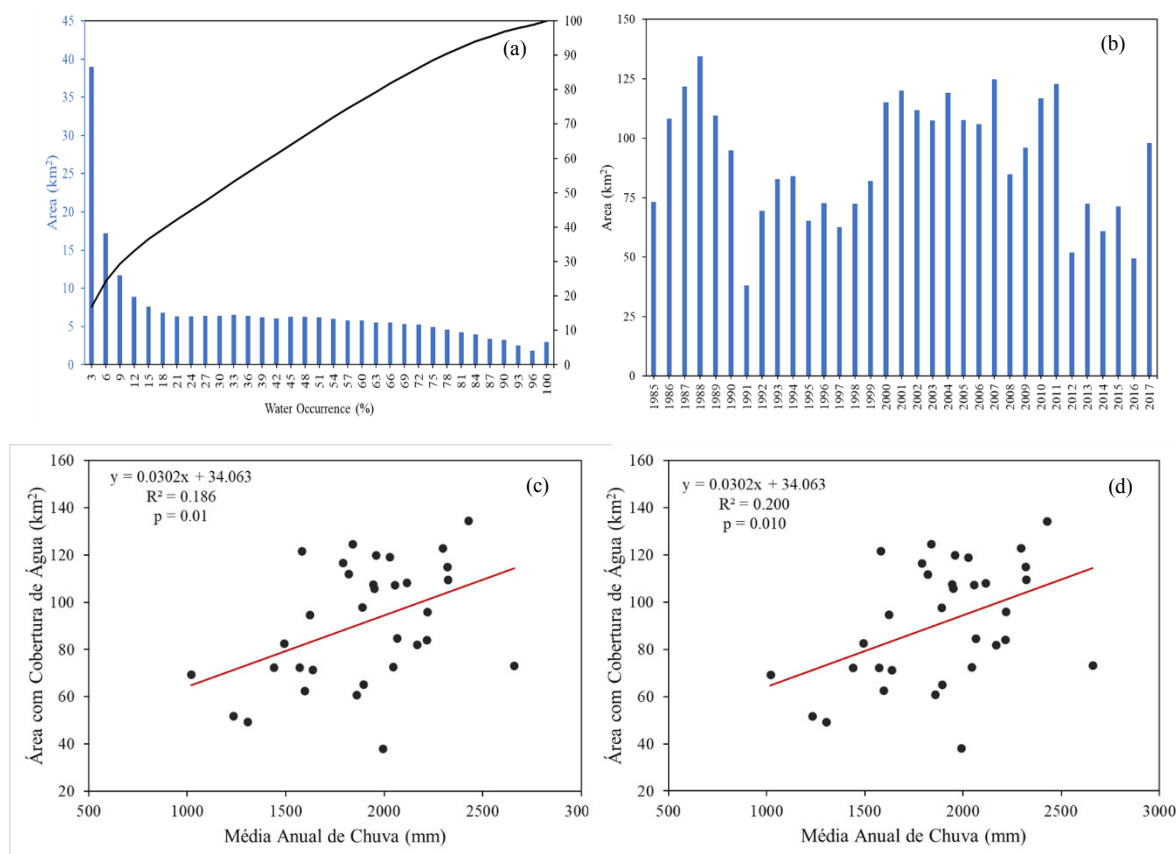 (a)
Area (km²)
45
40
35
30
25
20
15
10
5
0
100
90
80
70
60
50
40
30
20
10
0
3 6 9 12 15 18 21 24 27 30 33 36 39 42 45 48 51 54 57 60 63 66 69 72 75 78 81 84 87 90 93 96 100
Water Occurrence (%)
(b)
Area (km²)
150
125
100
75
50
25
0
1985 1986 1987 1988 1989 1990 1991 1992 1993 1994 1995 1996 1997 1998 1999 2000 2001 2002 2003 2004 2005 2006 2007 2008 2009 2010 2011 2012 2013 2014 2015 2016 2017
y = 0.0302x + 34.063
R² = 0.186
p = 0.01
(c)
Área com Cobertura de Água (km²)
160
140
120
100
80
60
40
20
500 1000 1500 2000 2500 300
Média Anual de Chuva (mm)
y = 0.0302x + 34.063
R² = 0.200
p = 0.010
(d)
Área com Cobertura de Água (km²)
160
140
120
100
80
60
40
20
500 1000 1500 2000 2500 3000
Média Anual de Chuva (mm)